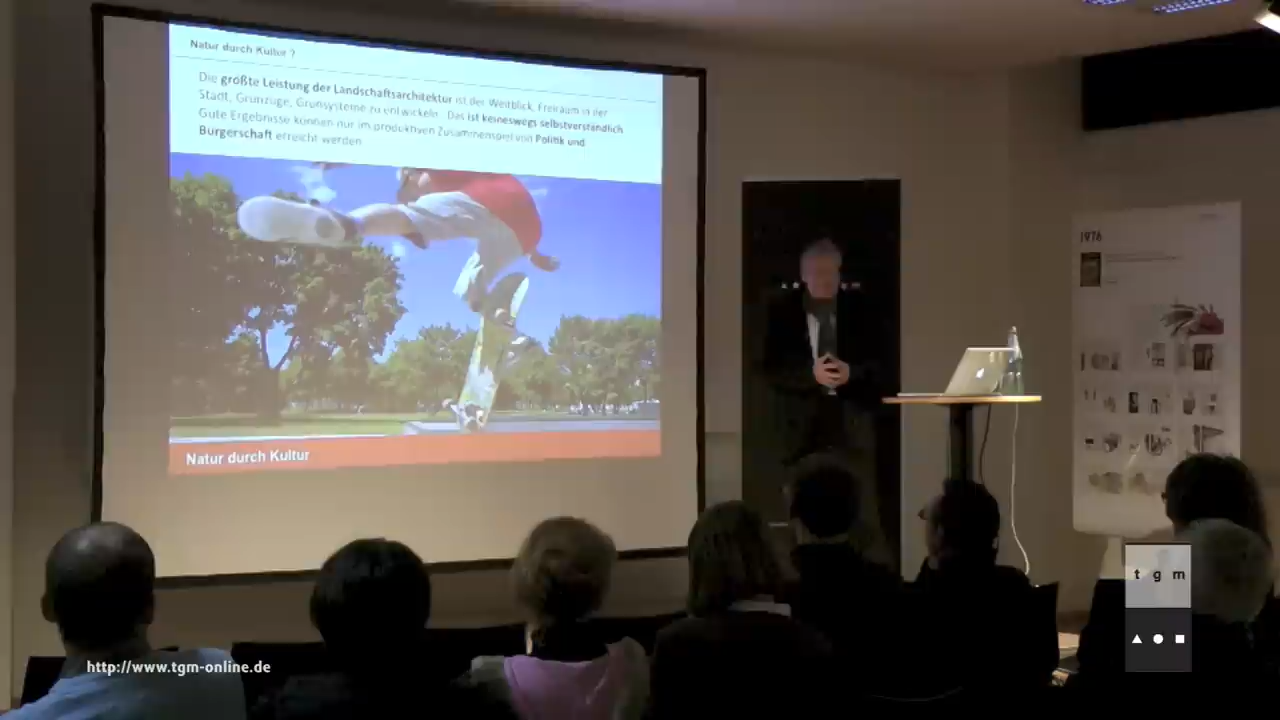 Natur durch Kultur ?
Die größte Leistung der Landschaftsarchitektur ist der Weitblick, Freiraum in der
Stadt, Grünzüge, Grünsysteme zu entwickeln. Das ist keineswegs selbstverständlich
Gute Ergebnisse können nur im produktiven Zusammenspiel von Politik und
Bürgerschaft erreicht werden
Natur durch Kultur
1976
t g m
http://www.tgm-online.de